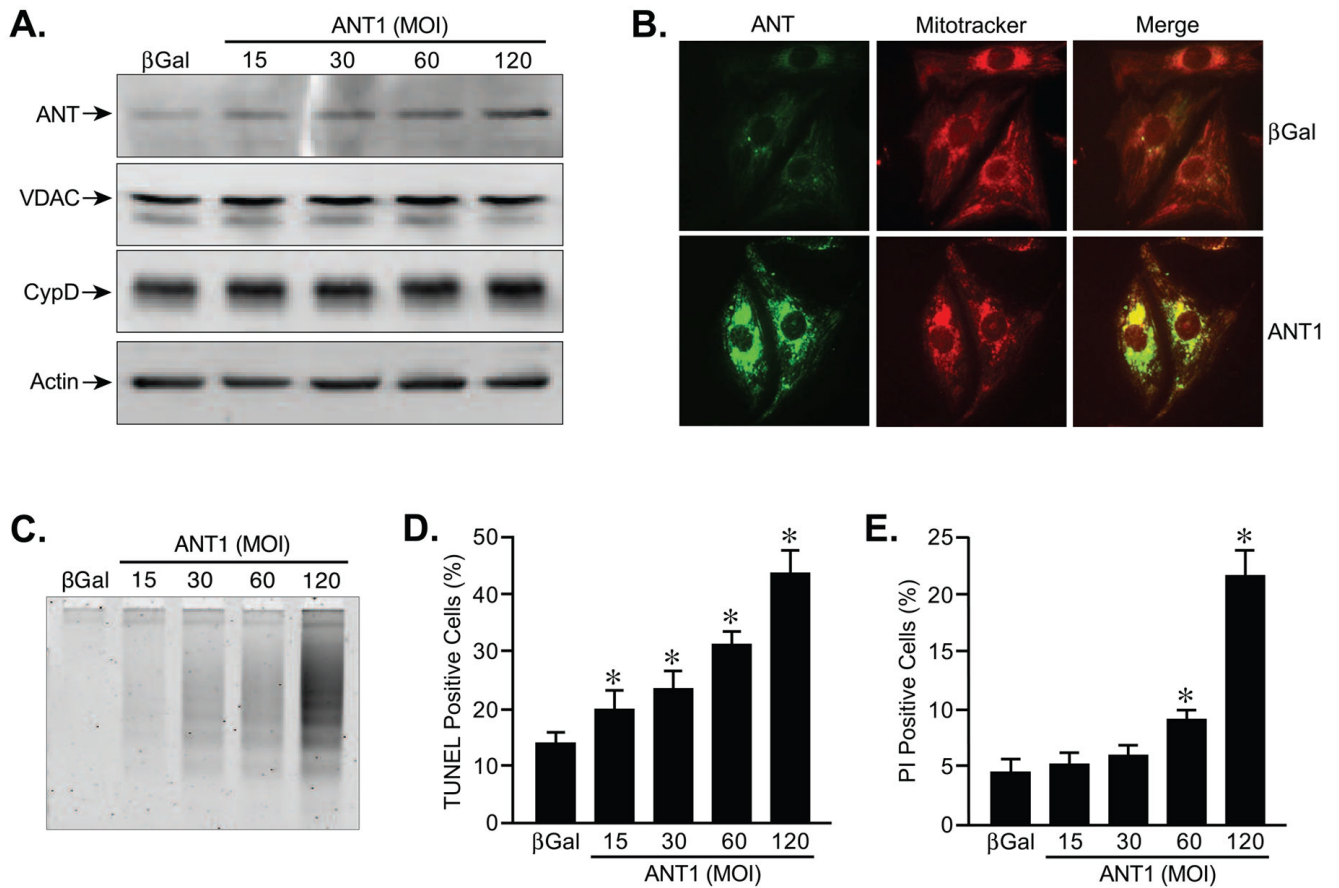 A.
ANT1 (MOI)
βGal 15 30 60 120
ANT
VDAC
CypD
Actin
B.
ANT Mitotracker Merge
βGal
ANT1
C.
ANT1 (MOI)
βGal 15 30 60 120
D.
TUNEL Positive Cells (%)
50
40
30
20
10
0
* * * *
βGal 15 30 60 120
ANT1 (MOI)
E.
PI Positive Cells (%)
25
20
15
10
5
0
* *
βGal 15 30 60 120
ANT1 (MOI)